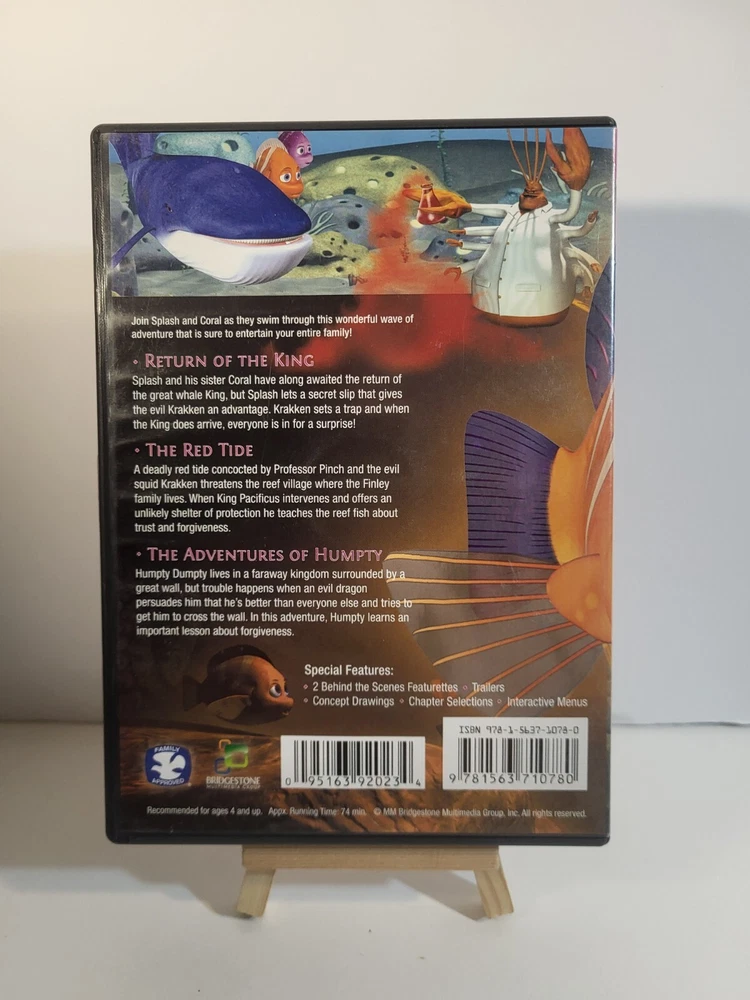 Join Splash and Coral as they swim through this wonderful wave of
adventure that is sure to entertain your entire family!
• RETURN OF THE KING
Splash and his sister Coral have along awaited the return of
the great whale King, but Splash lets a secret slip that gives
the evil Krakken an advantage. Krakken sets a trap and when
the King does arrive, everyone is in for a surprise!
• THE RED TIDE
A deadly red tide concocted by Professor Pinch and the evil
squid Krakken threatens the reef village where the Finley
family lives. When King Pacificus intervenes and offers an
unlikely shelter of protection he teaches the reef fish about
trust and forgiveness.
• THE ADVENTURES OF HUMPTY
Humpty Dumpty lives in a faraway kingdom surrounded by a
great wall, but trouble happens when an evil dragon
persuades him that he's better than everyone else and tries to
get him to cross the wall. In this adventure, Humpty learns an
important lesson about forgiveness.
Special Features:
• 2 Behind the Scenes Featurettes • Trailers
• Concept Drawings • Chapter Selections • Interactive Menus
ISBN 978-1-5637-1078-0
FAMILY
APPROVED
BRIDGESTONE
MULTIMEDIA GROUP
0 95163 92023 4
9 781563 710780
Recommended for ages 4 and up. Appx. Running Time: 74 min. © MM Bridgestone Multimedia Group, Inc. All rights reserved.